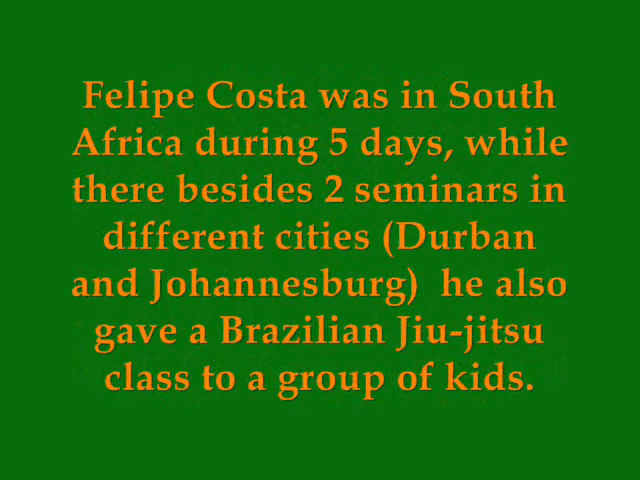 Felipe Costa was in South
Africa during 5 days, while
there besides 2 seminars in
different cities (Durban
and Johannesburg)  he also
gave a Brazilian Jiu-jitsu
class to a group of kids.